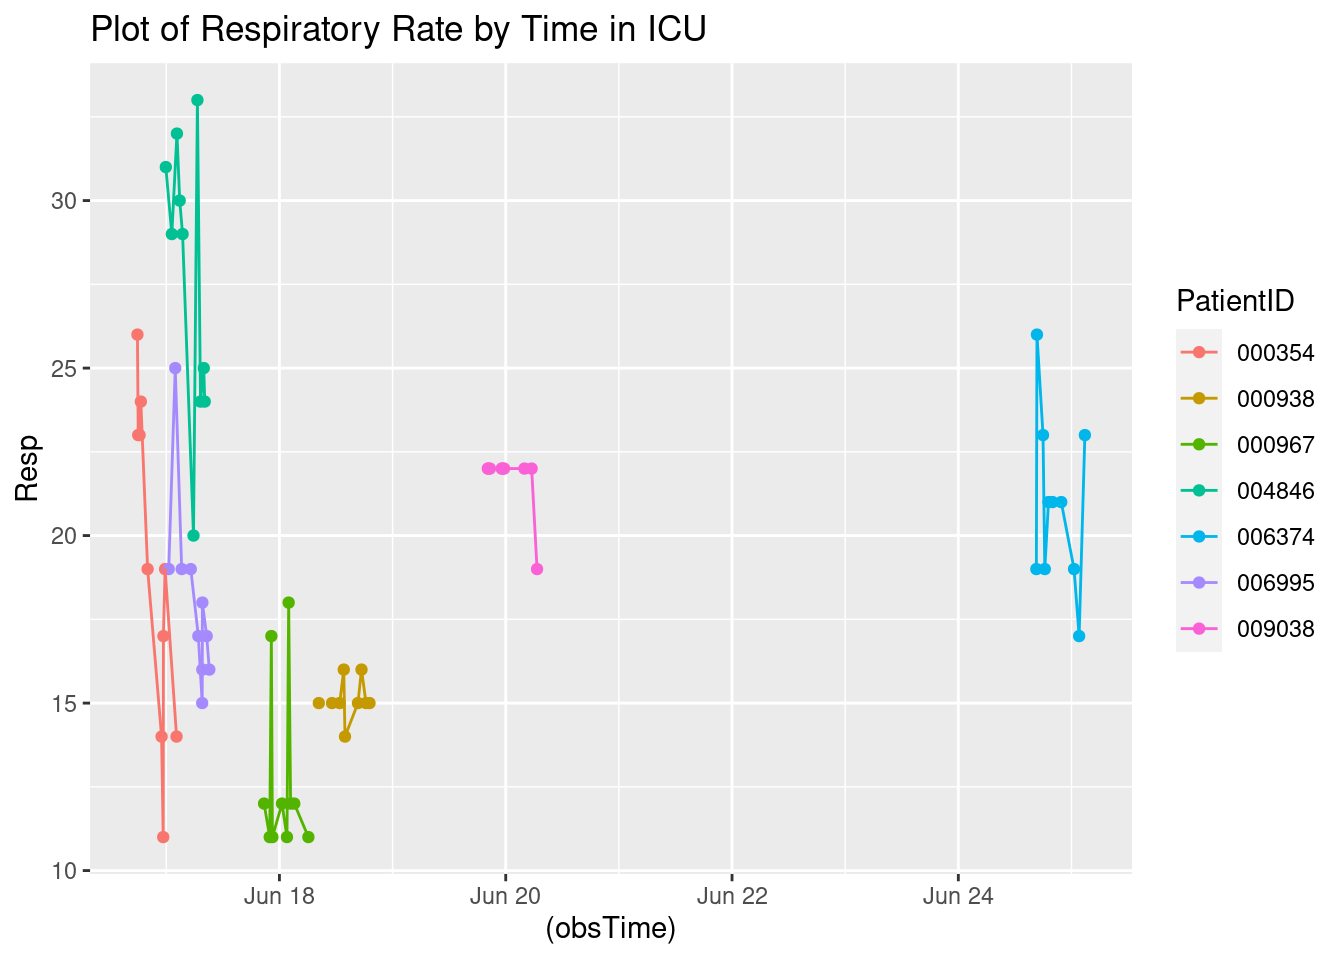 Plot of Respiratory Rate by Time in ICU
30
25
20
15
10
Resp
Jun 18
Jun 20
Jun 22
Jun 24
(obsTime)
PatientID
000354
000938
000967
004846
006374
006995
009038